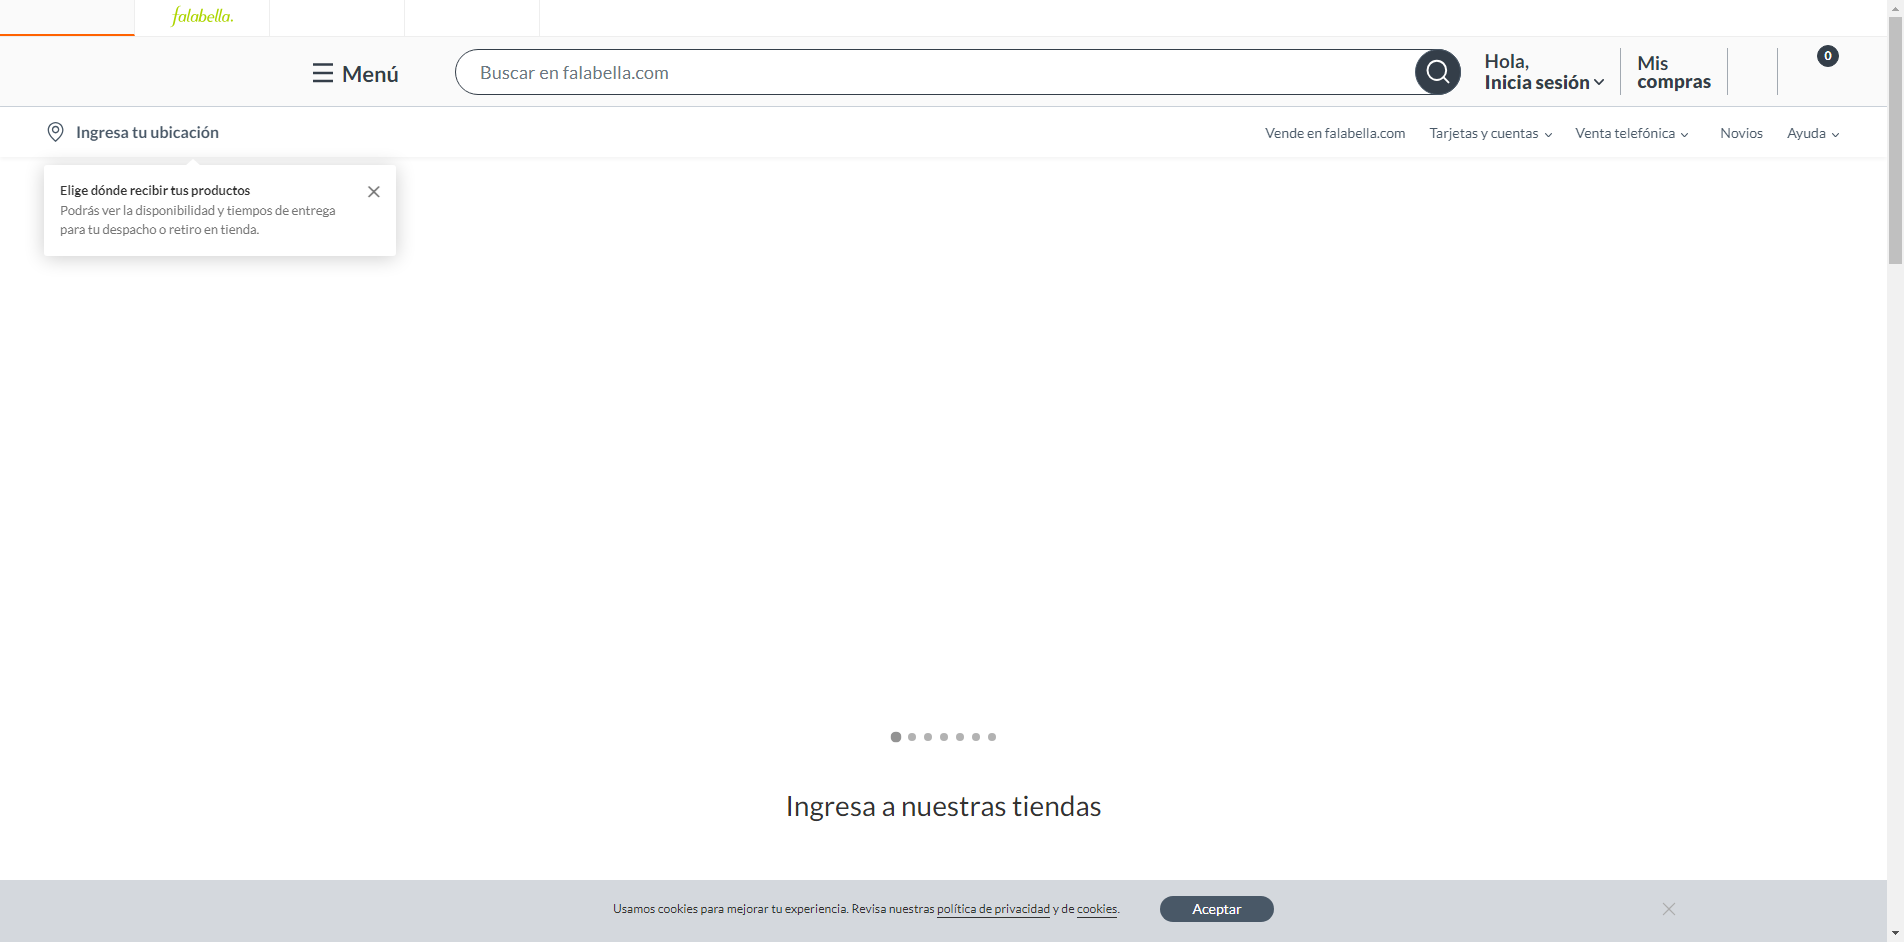 falabella.
Menú
Buscar en falabella.com
Hola,
Inicia sesión
Mis
compras
0
Ingresa tu ubicación
Vende en falabella.com
Tarjetas y cuentas
Venta telefónica
Novios
Ayuda
Elige dónde recibir tus productos
Podrás ver la disponibilidad y tiempos de entrega
para tu despacho o retiro en tienda.
Ingresa a nuestras tiendas
Usamos cookies para mejorar tu experiencia. Revisa nuestras política de privacidad y de cookies.
Aceptar